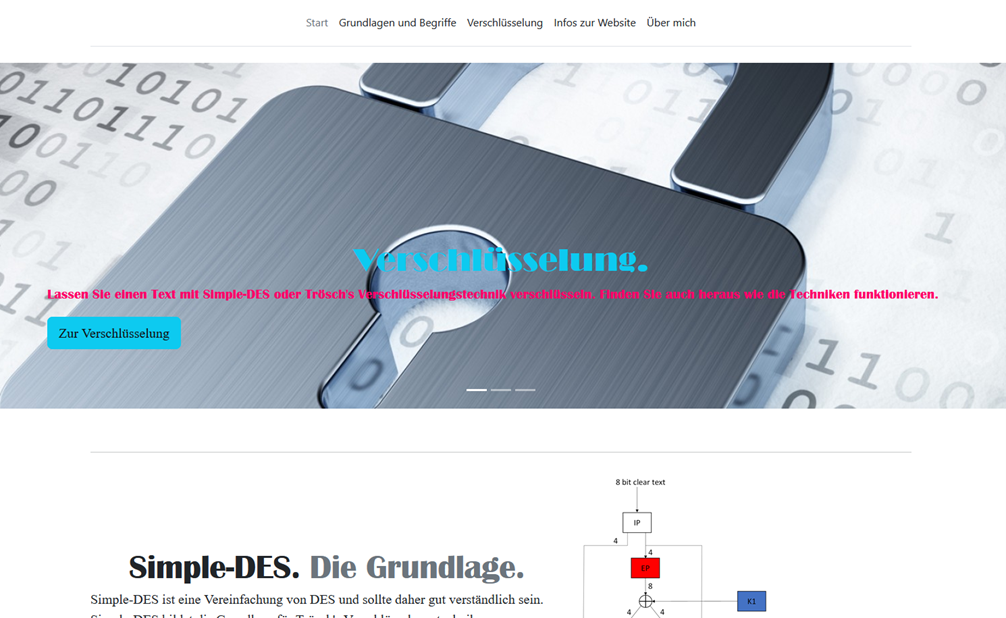 Start Grundlagen und Begriffe Verschlüsselung Infos zur Website Über mich
Verschlüsselung.
Lassen Sie einen Text mit Simple-DES oder Trösch's Verschlüsselungstechnik verschlüsseln. Finden Sie auch heraus wie die Techniken funktionieren.
Zur Verschlüsselung
8 bit clear text
IP
4
4
Simple-DES. Die Grundlage.
EP
8
Simple-DES ist eine Vereinfachung von DES und sollte daher gut verständlich sein.
K1
4 4